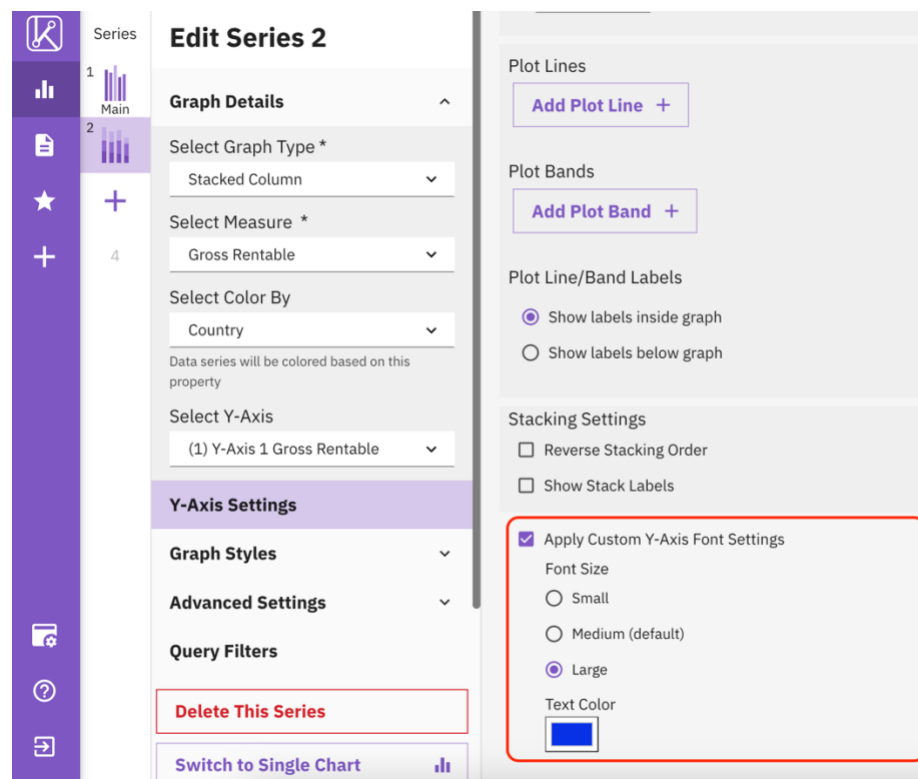 Series
1
Main
2
4
Edit Series 2
Graph Details
Select Graph Type *
Stacked Column
Select Measure *
Gross Rentable
Select Color By
Country
Data series will be colored based on this
property
Select Y-Axis
(1) Y-Axis 1 Gross Rentable
Y-Axis Settings
Graph Styles
Advanced Settings
Query Filters
Delete This Series
Switch to Single Chart
Plot Lines
Add Plot Line +
Plot Bands
Add Plot Band +
Plot Line/Band Labels
Show labels inside graph
Show labels below graph
Stacking Settings
Reverse Stacking Order
Show Stack Labels
Apply Custom Y-Axis Font Settings
Font Size
Small
Medium (default)
Large
Text Color